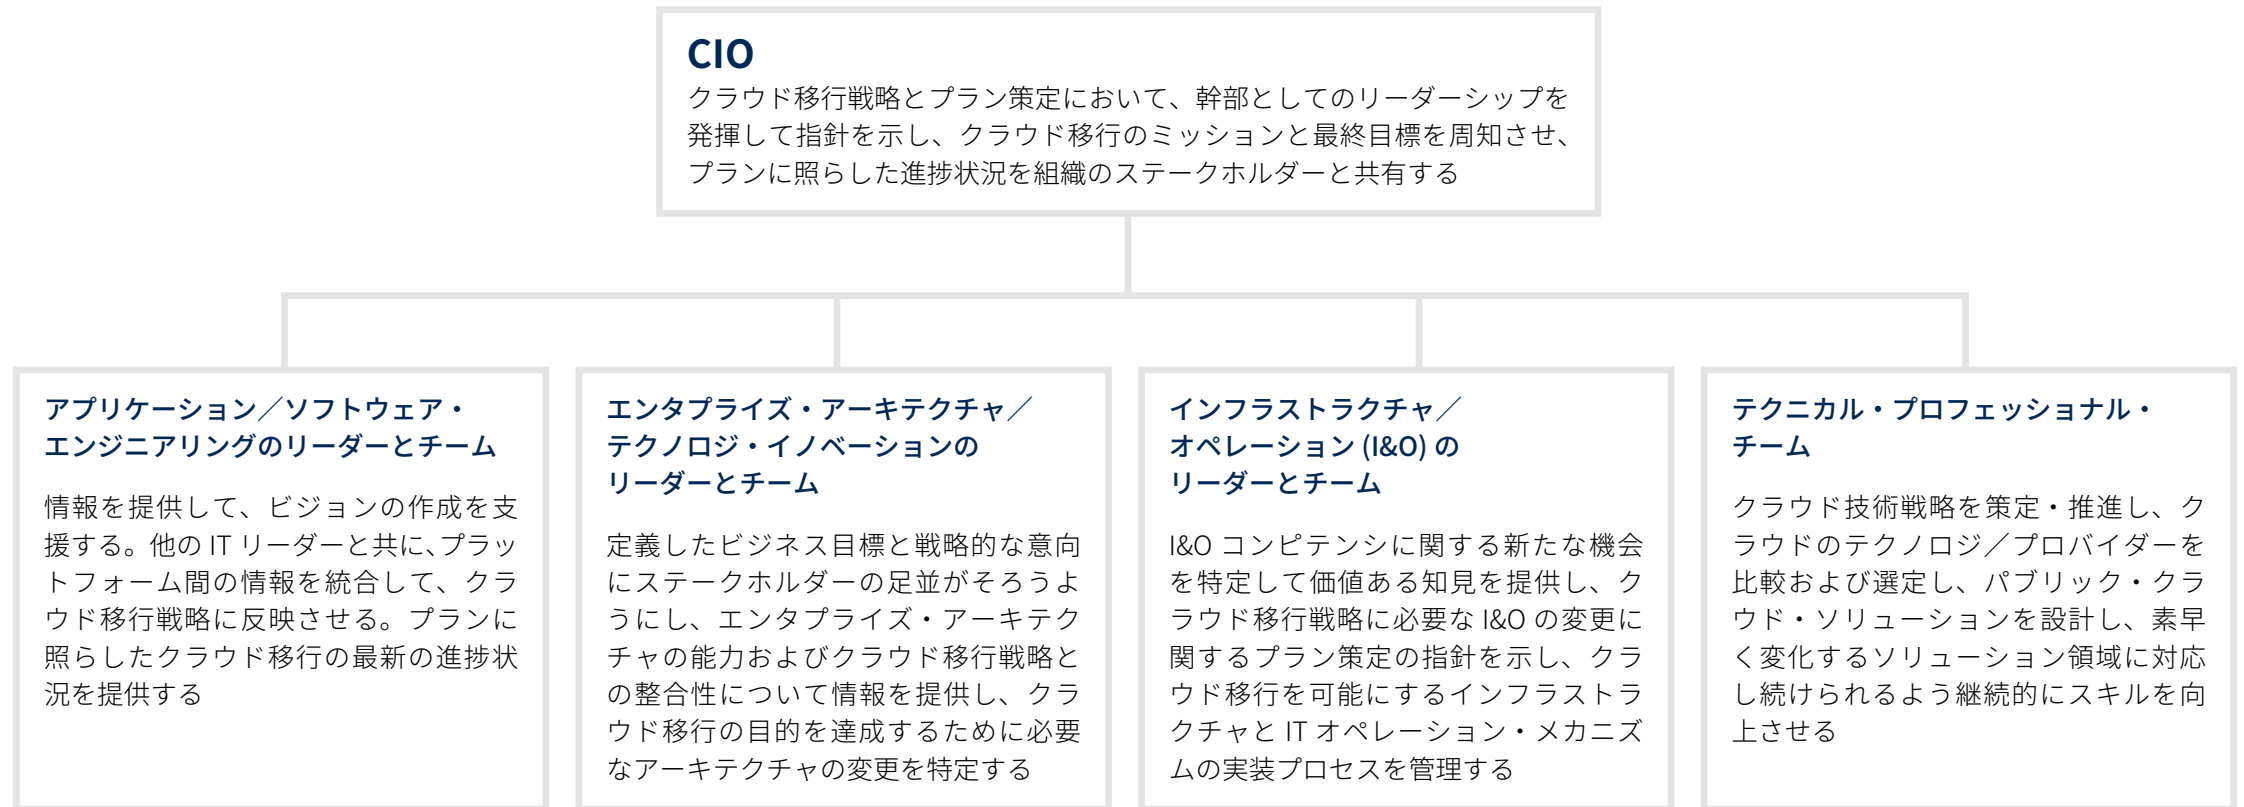 CIO
クラウド移行戦略とプラン策定において、幹部としてのリーダーシップを
発揮して指針を示し、クラウド移行のミッションと最終目標を周知させ、
プランに照らした進捗状況を組織のステークホルダーと共有する
アプリケーション／ソフトウェア・
エンジニアリングのリーダーとチーム
情報を提供して、ビジョンの作成を支
援する。他の IT リーダーと共に、プラッ
トフォーム間の情報を統合して、クラ
ウド移行戦略に反映させる。プランに
照らしたクラウド移行の最新の進捗状
況を提供する
エンタプライズ・アーキテクチャ／
テクノロジ・イノベーションの
リーダーとチーム
定義したビジネス目標と戦略的な意向
にステークホルダーの足並がそろうよ
うにし、エンタプライズ・アーキテク
チャの能力およびクラウド移行戦略と
の整合性について情報を提供し、クラ
ウド移行の目的を達成するために必要
なアーキテクチャの変更を特定する
インフラストラクチャ／
オペレーション (I&O) の
リーダーとチーム
I&O コンピテンシに関する新たな機会
を特定して価値ある知見を提供し、ク
ラウド移行戦略に必要な I&O の変更に
関するプラン策定の指針を示し、クラ
ウド移行を可能にするインフラストラ
クチャと IT オペレーション・メカニズ
ムの実装プロセスを管理する
テクニカル・プロフェッショナル・
チーム
クラウド技術戦略を策定・推進し、ク
ラウドのテクノロジ／プロバイダーを
比較および選定し、パブリック・クラ
ウド・ソリューションを設計し、素早
く変化するソリューション領域に対応
し続けられるよう継続的にスキルを向
上させる